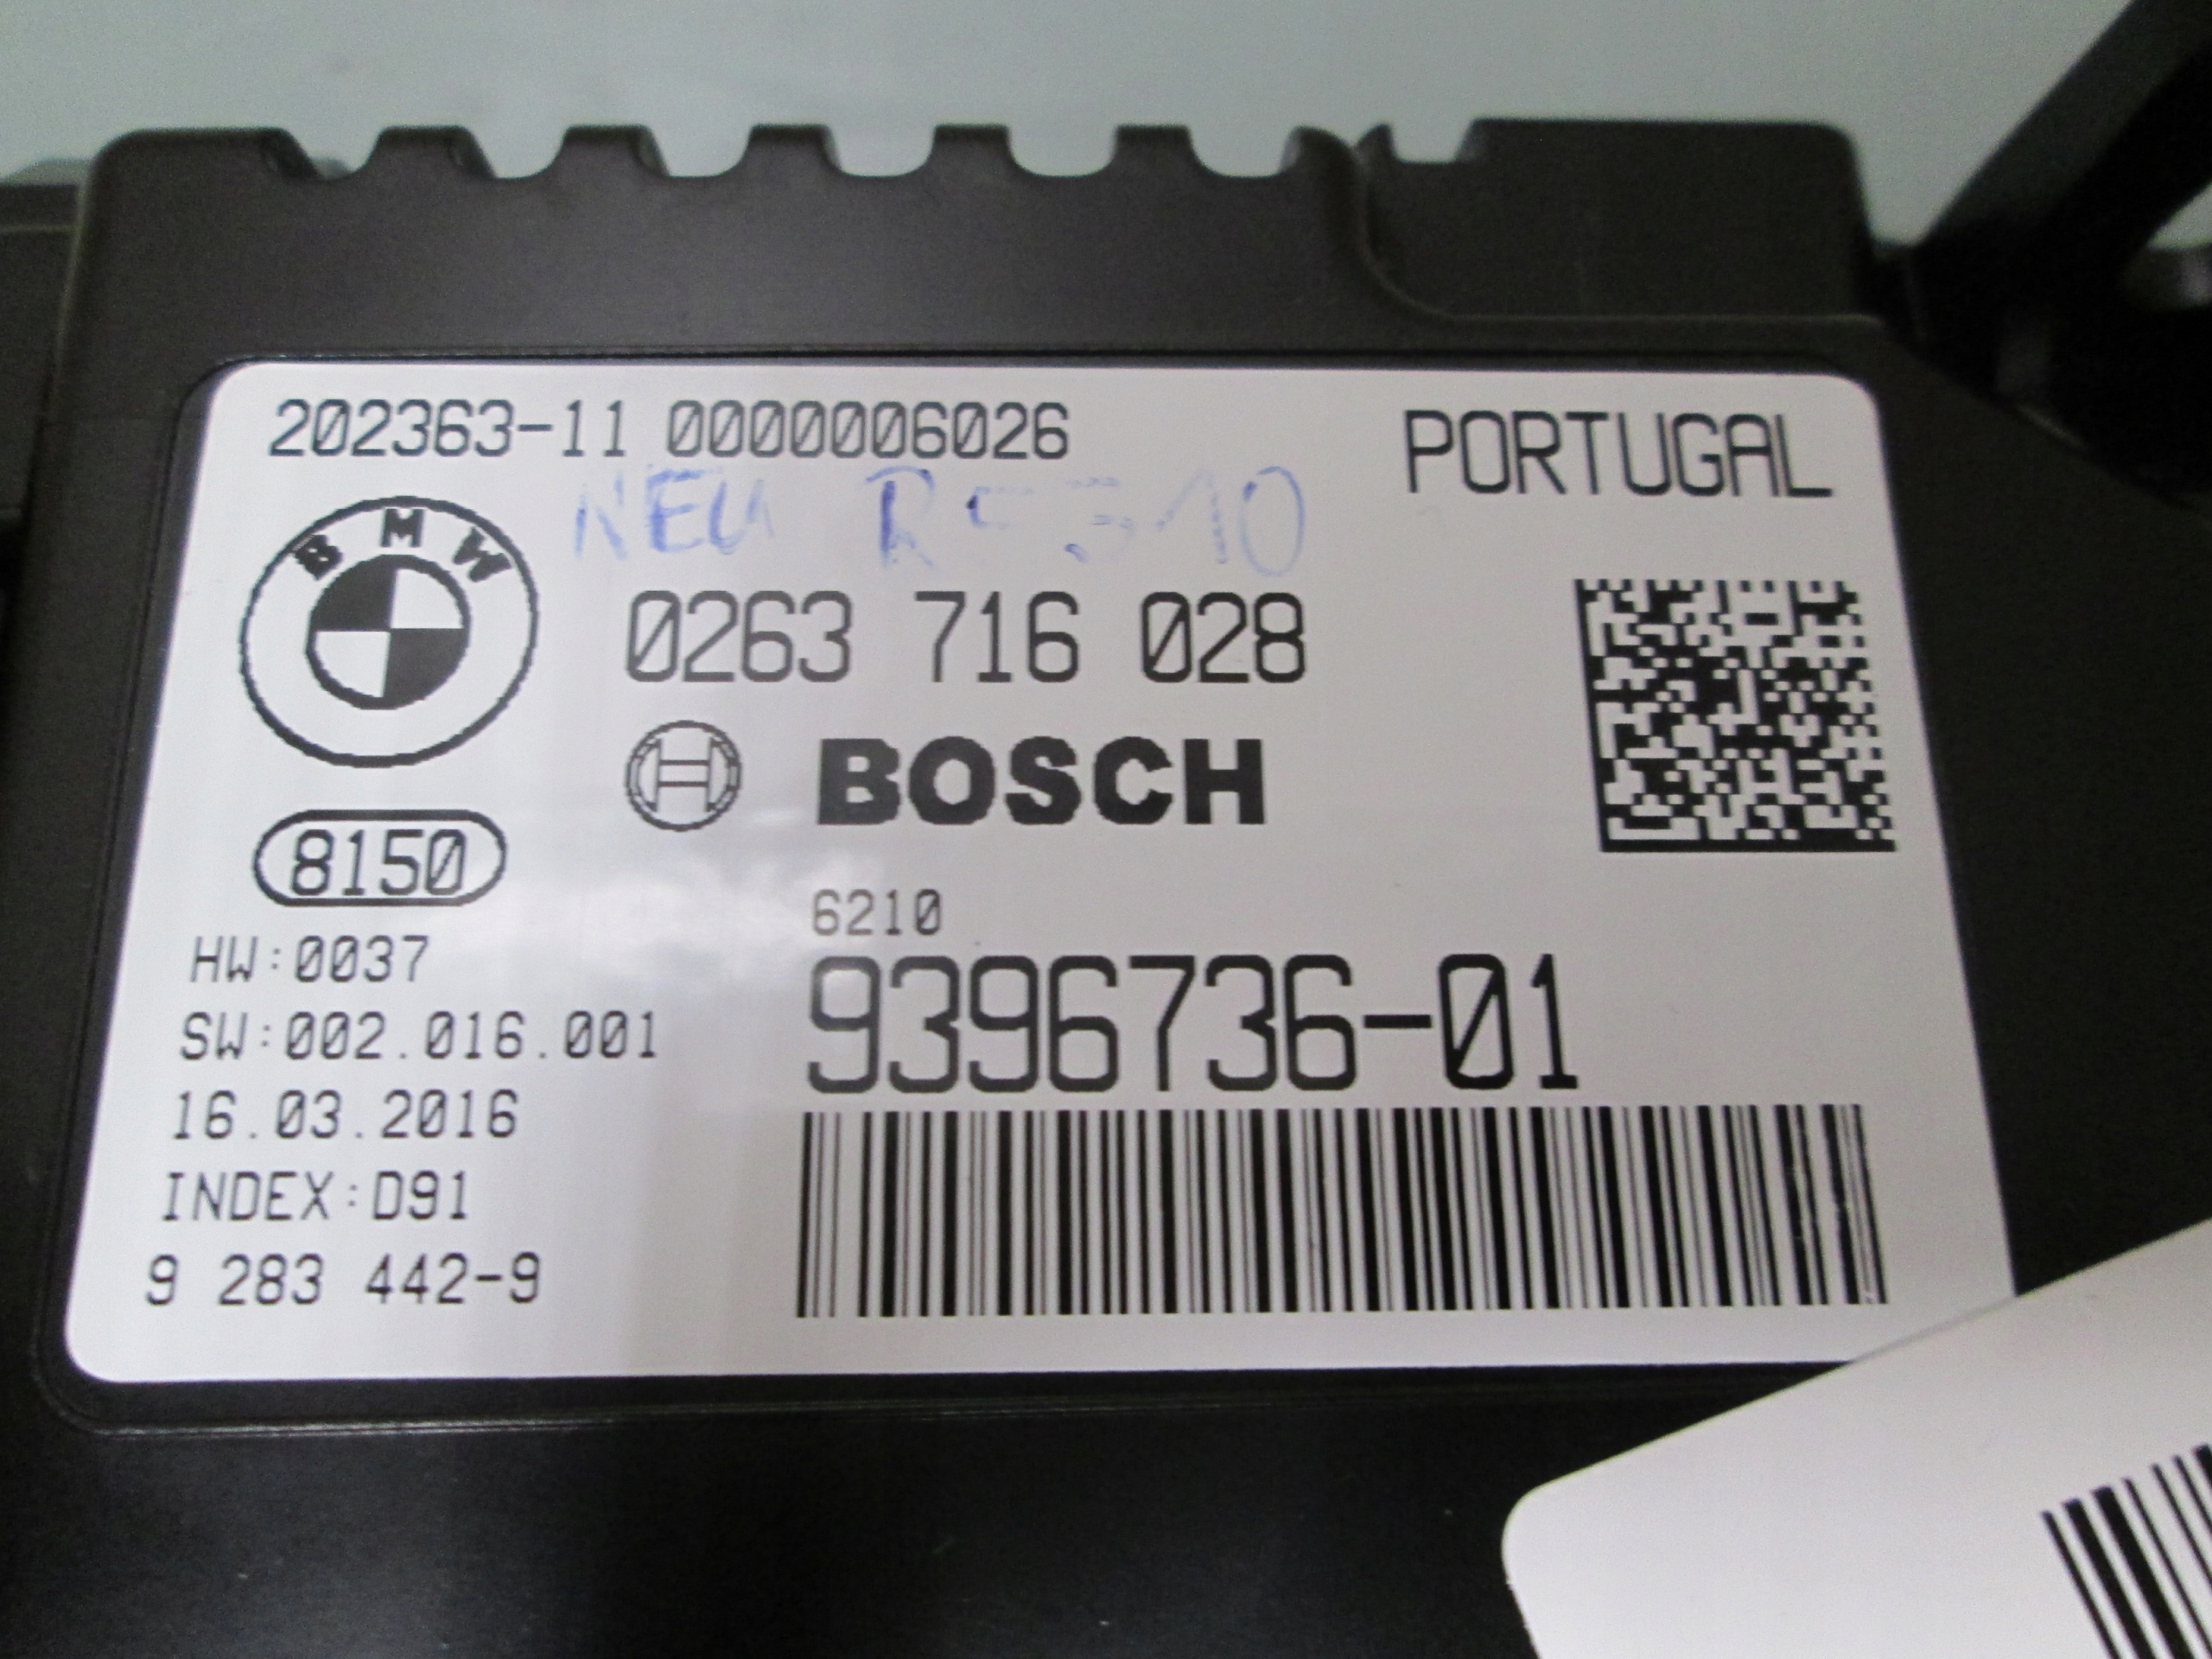 202363-11 0000006026
PORTUGAL
NEU
BMW
0263 716 028
BOSCH
8150
6210
HW:0037
9396736-01
SW:002.016.001
16.03.2016
INDEX:D91
9 283 442-9